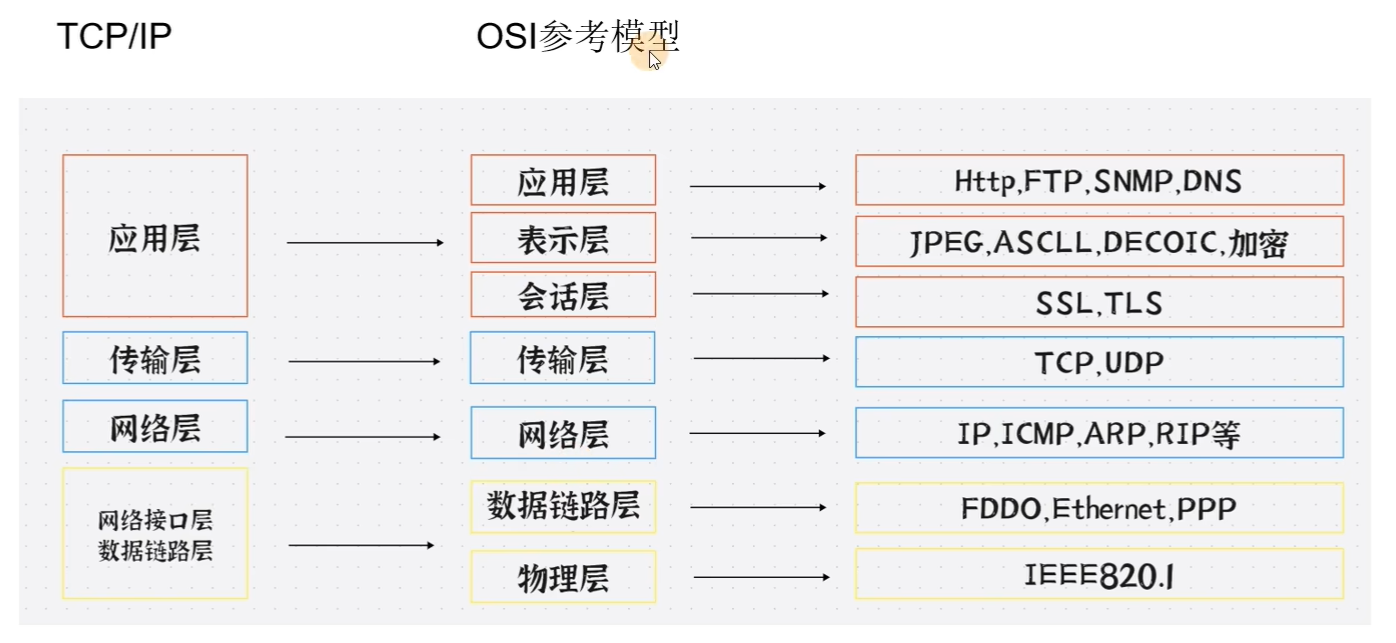 TCP/IP
OSI参考模型
应用层
应用层
Http,FTP,SNMP,DNS
表示层
JPEG,ASCLL,DECOIC,加密
会话层
SSL,TLS
传输层
传输层
TCP,UDP
网络层
网络层
IP,ICMP,ARP,RIP等
网络接口层
数据链路层
数据链路层
FDDO,Ethernet,PPP
物理层
IEEE820.1